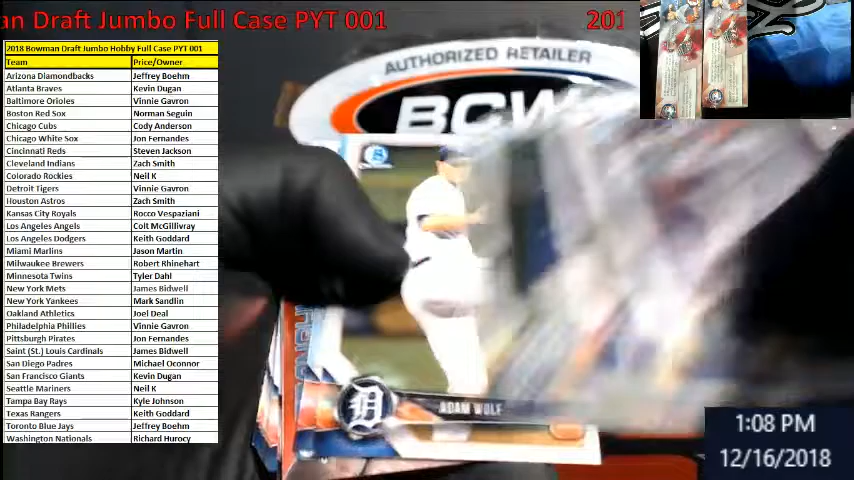 an Draft Jumbo Full Case PYT 001 201
2018 Bowman Draft Jumbo Hobby Full Case PYT 001
Team Price/Owner
Arizona Diamondbacks Jeffrey Boehm
Atlanta Braves Kevin Dugan
Baltimore Orioles Vinnie Gavron
Boston Red Sox Norman Seguin
Chicago Cubs Cody Anderson
Chicago White Sox Jon Fernandes
Cincinnati Reds Steven Jackson
Cleveland Indians Zach Smith
Colorado Rockies Neil K
Detroit Tigers Vinnie Gavron
Houston Astros Zach Smith
Kansas City Royals Rocco Vespaziani
Los Angeles Angels Colt McGillivray
Los Angeles Dodgers Keith Goddard
Miami Marlins Jason Martin
Milwaukee Brewers Robert Rhinehart
Minnesota Twins Tyler Dahl
New York Mets James Bidwell
New York Yankees Mark Sandlin
Oakland Athletics Joel Deal
Philadelphia Phillies Vinnie Gavron
Pittsburgh Pirates Jon Fernandes
Saint (St.) Louis Cardinals James Bidwell
San Diego Padres Michael Oconnor
San Francisco Giants Kevin Dugan
Seattle Mariners Neil K
Tampa Bay Rays Kyle Johnson
Texas Rangers Keith Goddard
Toronto Blue Jays Jeffrey Boehm
Washington Nationals Richard Hurocy
AUTHORIZED RETAILER
BCW
ADAM WOLF
1:08 PM
12/16/2018